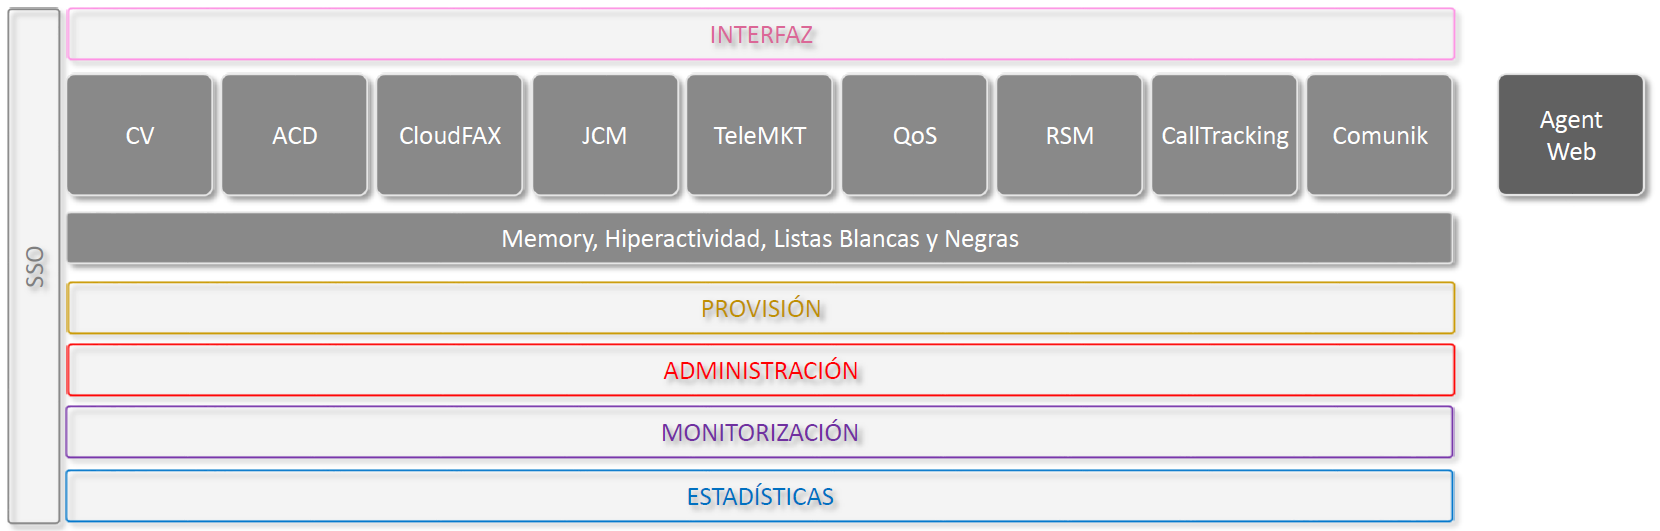 SSO
INTERFAZ
CV
ACD
CloudFAX
JCM
TeleMKT
QoS
RSM
CallTracking
Comunik
Agent
Web
Memory, Hiperactividad, Listas Blancas y Negras
PROVISIÓN
ADMINISTRACIÓN
MONITORIZACIÓN
ESTADÍSTICAS